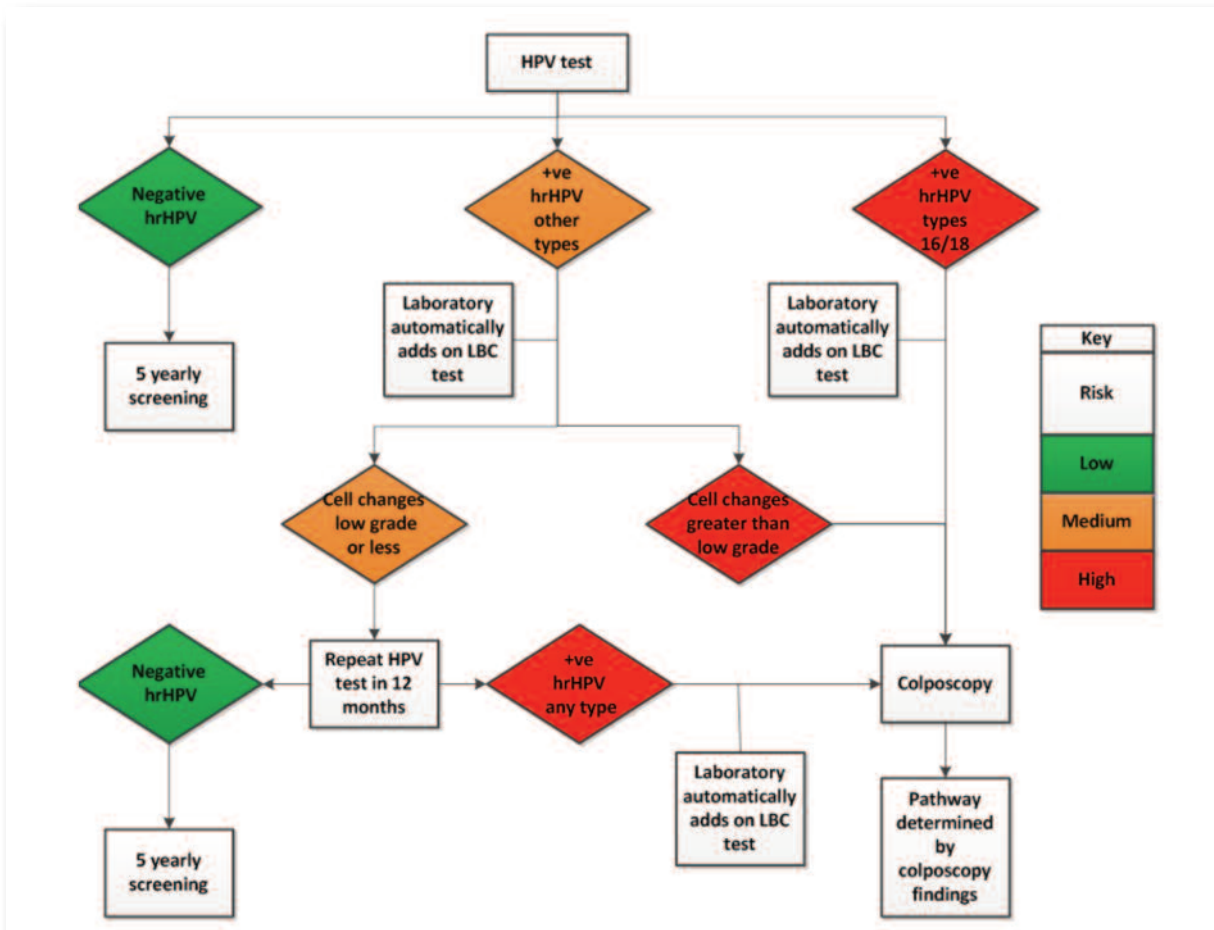 HPV test
Negative
hrHPV
+ve
hrHPV
other
types
+ve
hrHPV
types
16/18
Laboratory
automatically
adds on LBC
test
Laboratory
automatically
adds on LBC
test
5 yearly
screening
Key
Risk
Low
Medium
High
Cell changes
low grade
or less
Cell changes
greater than
low grade
Negative
hrHPV
Repeat HPV
test in 12
months
+ve
hrHPV
any type
Colposcopy
Laboratory
automatically
adds on LBC
test
Pathway
determined
by
colposcopy
findings
5 yearly
screening